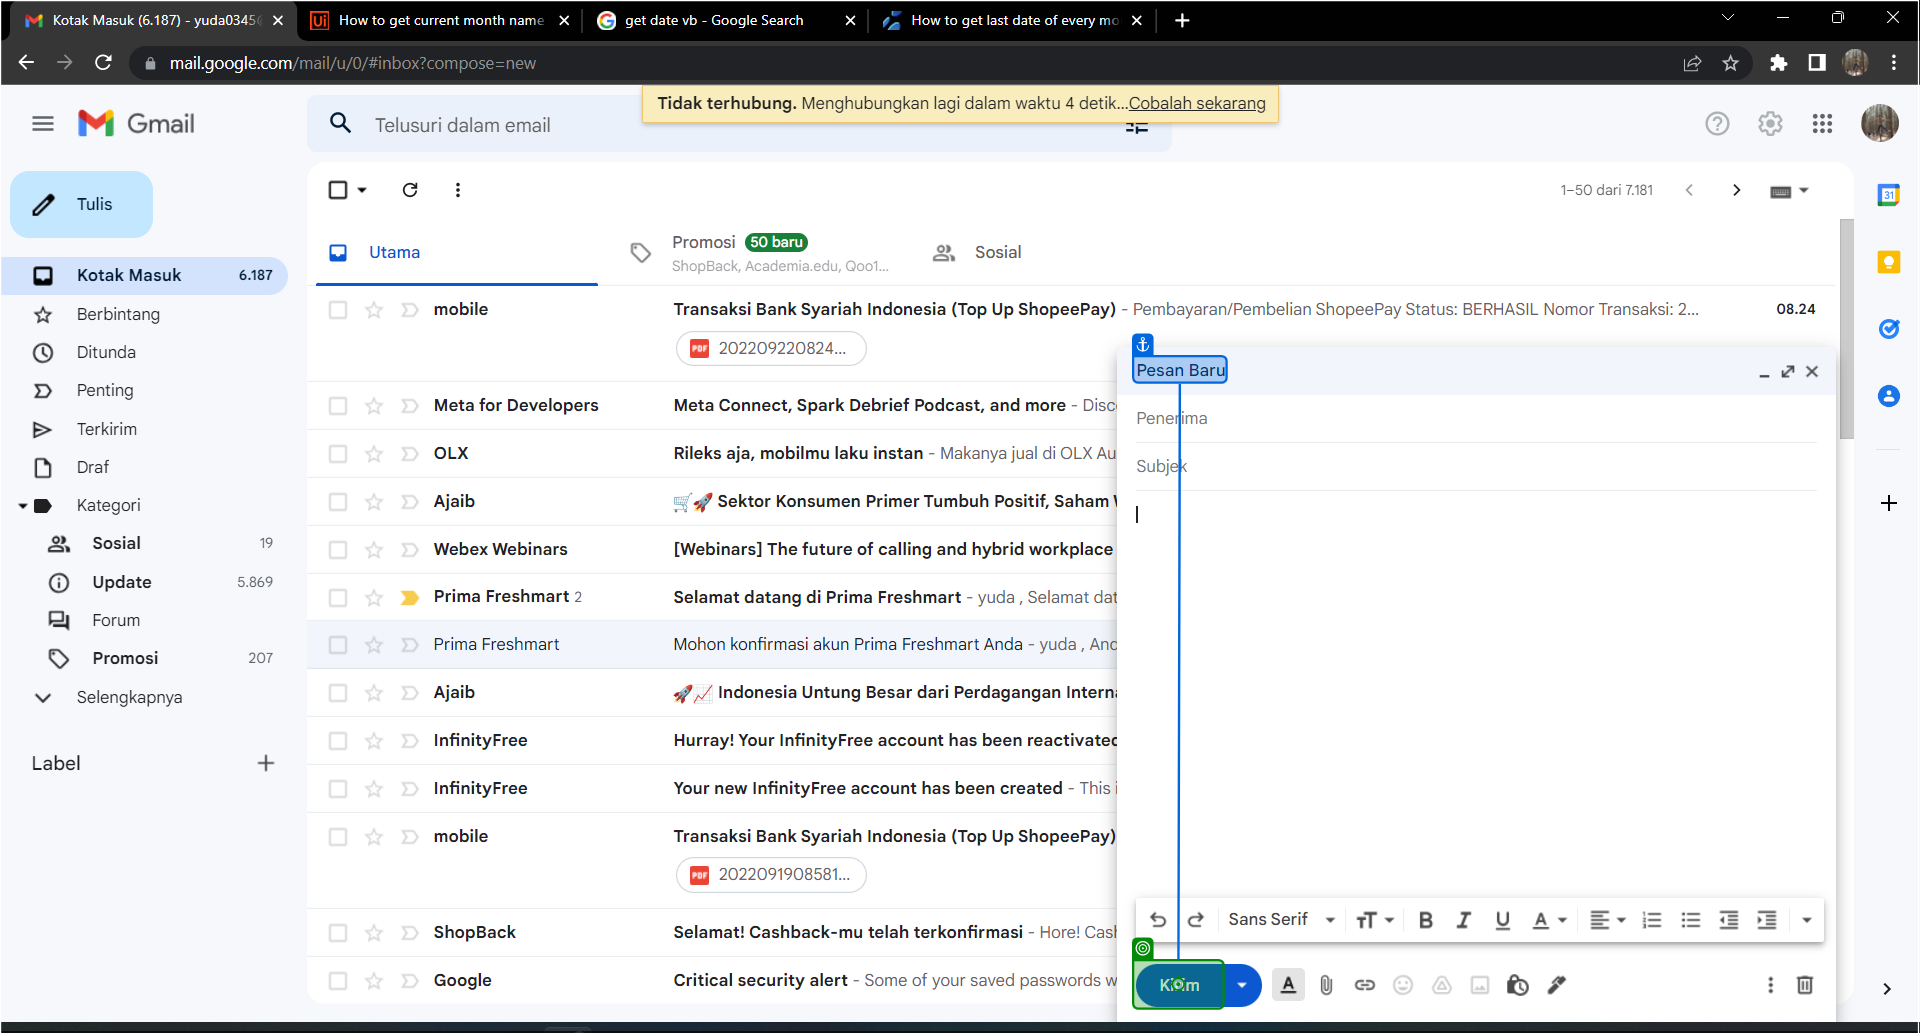 Kotak Masuk (6.187) - yuda0345
How to get current month name
get date vb - Google Search
How to get last date of every mo
mail.google.com/mail/u/0/#inbox?compose=new
Tidak terhubung. Menghubungkan lagi dalam waktu 4 detik...Cobalah sekarang
Gmail
Telusuri dalam email
Tulis
1–50 dari 7.181
Utama
Promosi 50 baru
ShopBack, Academia.edu, Qoo1...
Sosial
Kotak Masuk 6.187
Berbintang
Ditunda
Penting
Terkirim
Draf
Kategori
Sosial 19
Update 5.869
Forum
Promosi 207
Selengkapnya
Label
mobile Transaksi Bank Syariah Indonesia (Top Up ShopeePay) - Pembayaran/Pembelian ShopeePay Status: BERHASIL Nomor Transaksi: 2... 08.24
PDF 202209220824...
Meta for Developers Meta Connect, Spark Debrief Podcast, and more - Disc
OLX Rileks aja, mobilmu laku instan - Makanya jual di OLX Au
Ajaib 🛒🚀 Sektor Konsumen Primer Tumbuh Positif, Saham
Webex Webinars [Webinars] The future of calling and hybrid workplace
Prima Freshmart 2 Selamat datang di Prima Freshmart - yuda , Selamat dat
Prima Freshmart Mohon konfirmasi akun Prima Freshmart Anda - yuda , And
Ajaib 🚀📈 Indonesia Untung Besar dari Perdagangan Interna
InfinityFree Hurray! Your InfinityFree account has been reactivated
InfinityFree Your new InfinityFree account has been created - This i
mobile Transaksi Bank Syariah Indonesia (Top Up ShopeePay)
PDF 2022091908581...
ShopBack Selamat! Cashback-mu telah terkonfirmasi - Hore! Cash
Google Critical security alert - Some of your saved passwords w
Pesan Baru
Penerima
Subjek
Sans Serif
Kirim
31